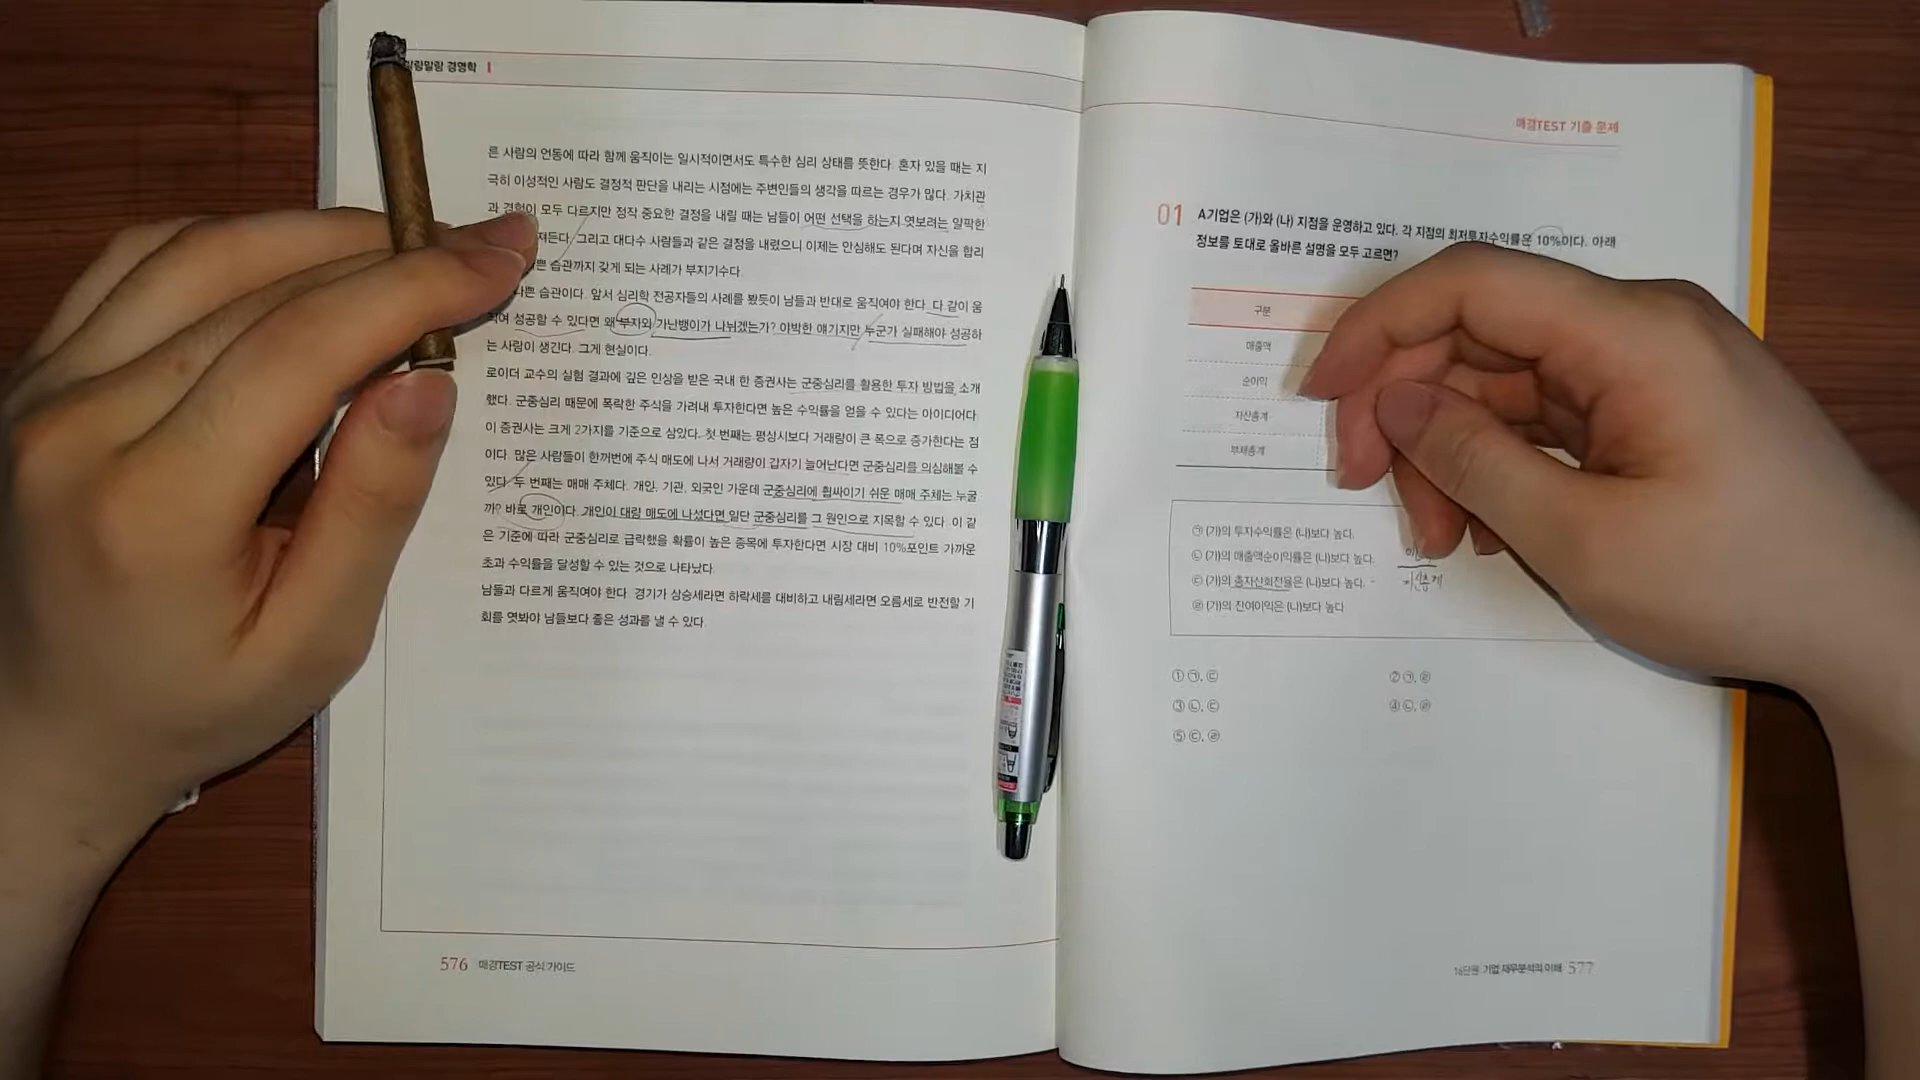 말랑말랑 경영학
른 사람의 언동에 따라 함께 움직이는 일시적이면서도 특수한 심리 상태를 뜻한다. 혼자 있을 때는 지
극히 이성적인 사람도 결정적 판단을 내리는 시점에는 주변인들의 생각을 따르는 경우가 많다. 가치관
과 경험이 모두 다르지만 정작 중요한 결정을 내릴 때는 남들이 어떤 선택을 하는지 엿보려는 얄팍한
져든다. 그리고 대다수 사람들과 같은 결정을 내렸으니 이제는 안심해도 된다며 자신을 합리
쁜 습관까지 갖게 되는 사례가 부지기수다.
나쁜 습관이다. 앞서 심리학 전공자들의 사례를 봤듯이 남들과 반대로 움직여야 한다. 다 같이 움
직여 성공할 수 있다면 왜 부자와 가난뱅이가 나뉘겠는가? 야박한 얘기지만 누군가 실패해야 성공하
는 사람이 생긴다. 그게 현실이다.
로이더 교수의 실험 결과에 깊은 인상을 받은 국내 한 증권사는 군중심리를 활용한 투자 방법을 소개
했다. 군중심리 때문에 폭락한 주식을 가려내 투자한다면 높은 수익률을 얻을 수 있다는 아이디어다.
이 증권사는 크게 2가지를 기준으로 삼았다. 첫 번째는 평상시보다 거래량이 큰 폭으로 증가한다는 점
이다. 많은 사람들이 한꺼번에 주식 매도에 나서 거래량이 갑자기 늘어난다면 군중심리를 의심해볼 수
있다. 두 번째는 매매 주체다. 개인, 기관, 외국인 가운데 군중심리에 휩싸이기 쉬운 매매 주체는 누굴
까? 바로 개인이다. 개인이 대량 매도에 나섰다면 일단 군중심리를 그 원인으로 지목할 수 있다. 이 같
은 기준에 따라 군중심리로 급락했을 확률이 높은 종목에 투자한다면 시장 대비 10%포인트 가까운
초과 수익률을 달성할 수 있는 것으로 나타났다.
남들과 다르게 움직여야 한다. 경기가 상승세라면 하락세를 대비하고 내림세라면 오름세로 반전할 기
회를 엿봐야 남들보다 좋은 성과를 낼 수 있다.
576 매경TEST 공식 가이드
매경TEST 기출 문제
01 A기업은 (가)와 (나) 지점을 운영하고 있다. 각 지점의 최저투자수익률은 10%이다. 아래
정보를 토대로 올바른 설명을 모두 고르면?
구분
매출액
순이익
자산총계
부채총계
㉠ (가)의 투자수익률은 (나)보다 높다.
㉡ (가)의 매출액순이익률은 (나)보다 높다.
㉢ (가)의 총자산회전율은 (나)보다 높다.
㉣ (가)의 잔여이익은 (나)보다 높다
① ㉠, ㉢
② ㉠, ㉣
③ ㉡, ㉢
④ ㉡, ㉣
⑤ ㉢, ㉣
16단원 기업 재무분석의 이해 577